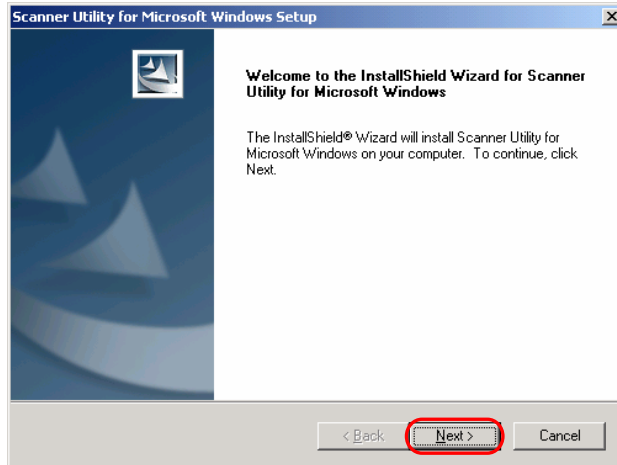 Scanner Utility for Microsoft Windows Setup
Welcome to the InstallShield Wizard for Scanner
Utility for Microsoft Windows
The InstallShield® Wizard will install Scanner Utility for
Microsoft Windows on your computer. To continue, click
Next.
< Back Next > Cancel